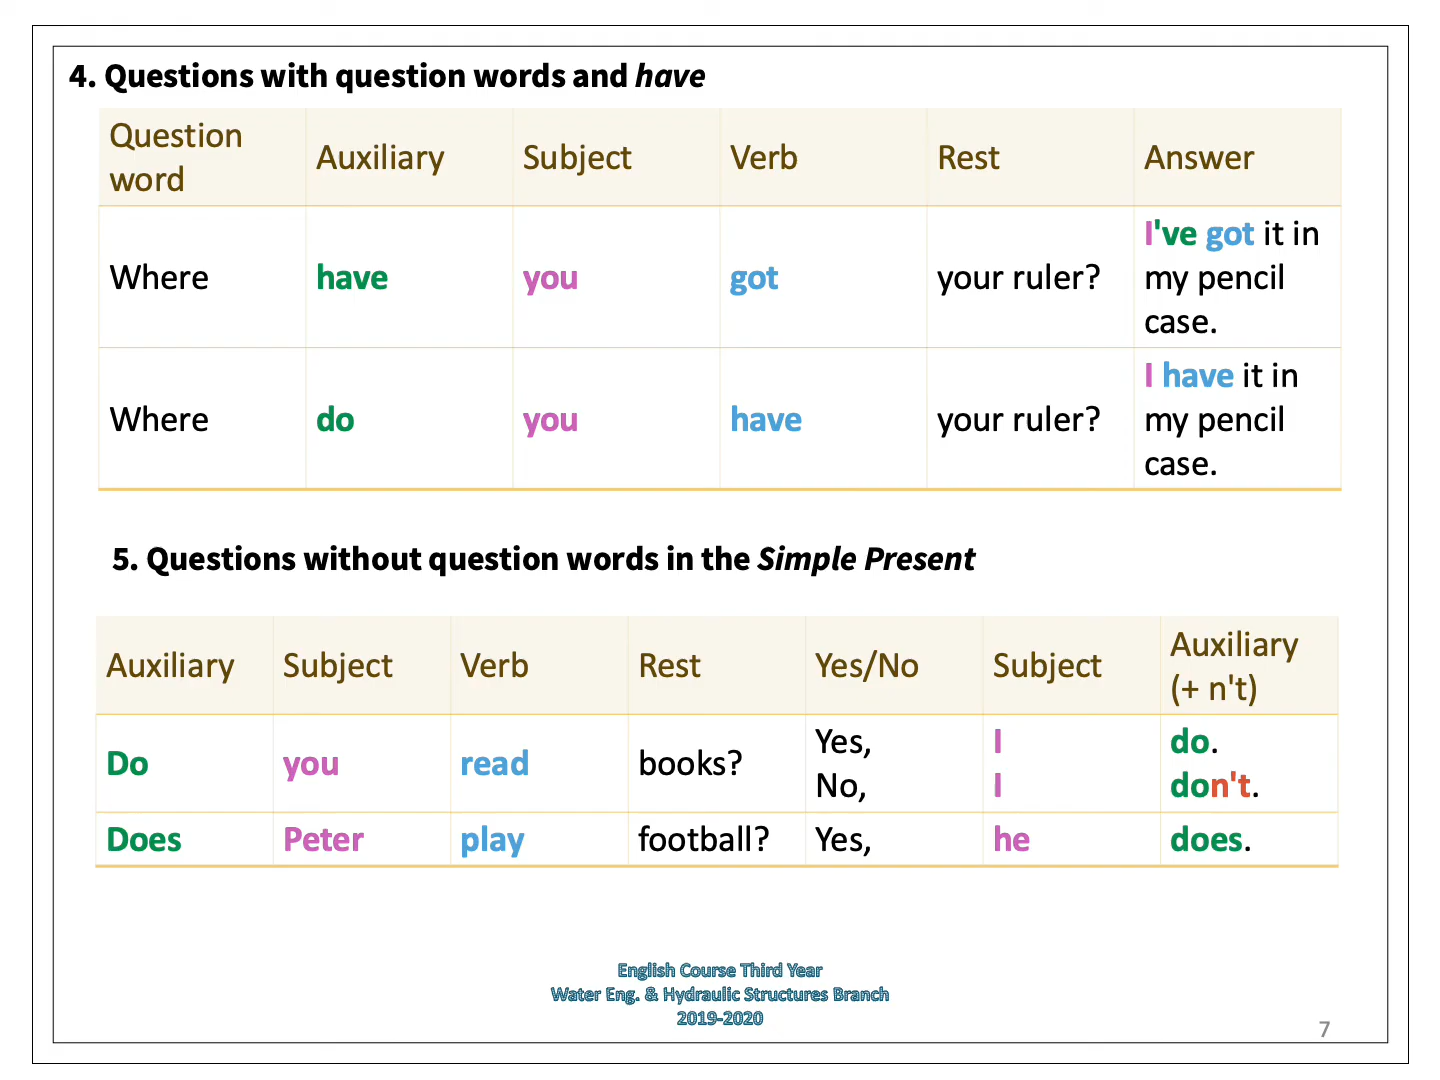 4. Questions with question words and have
Question
word
Auxiliary
Subject
Verb
Rest
Answer
Where
have
you
got
your ruler?
I've got it in
my pencil
case.
Where
do
you
have
your ruler?
I have it in
my pencil
case.
5. Questions without question words in the Simple Present
Auxiliary
Subject
Verb
Rest
Yes/No
Subject
Auxiliary
(+ n't)
Do
you
read
books?
Yes,
No,
I
I
do.
don't.
Does
Peter
play
football?
Yes,
he
does.
English Course Third Year
Water Eng. & Hydraulic Structures Branch
2019-2020
7